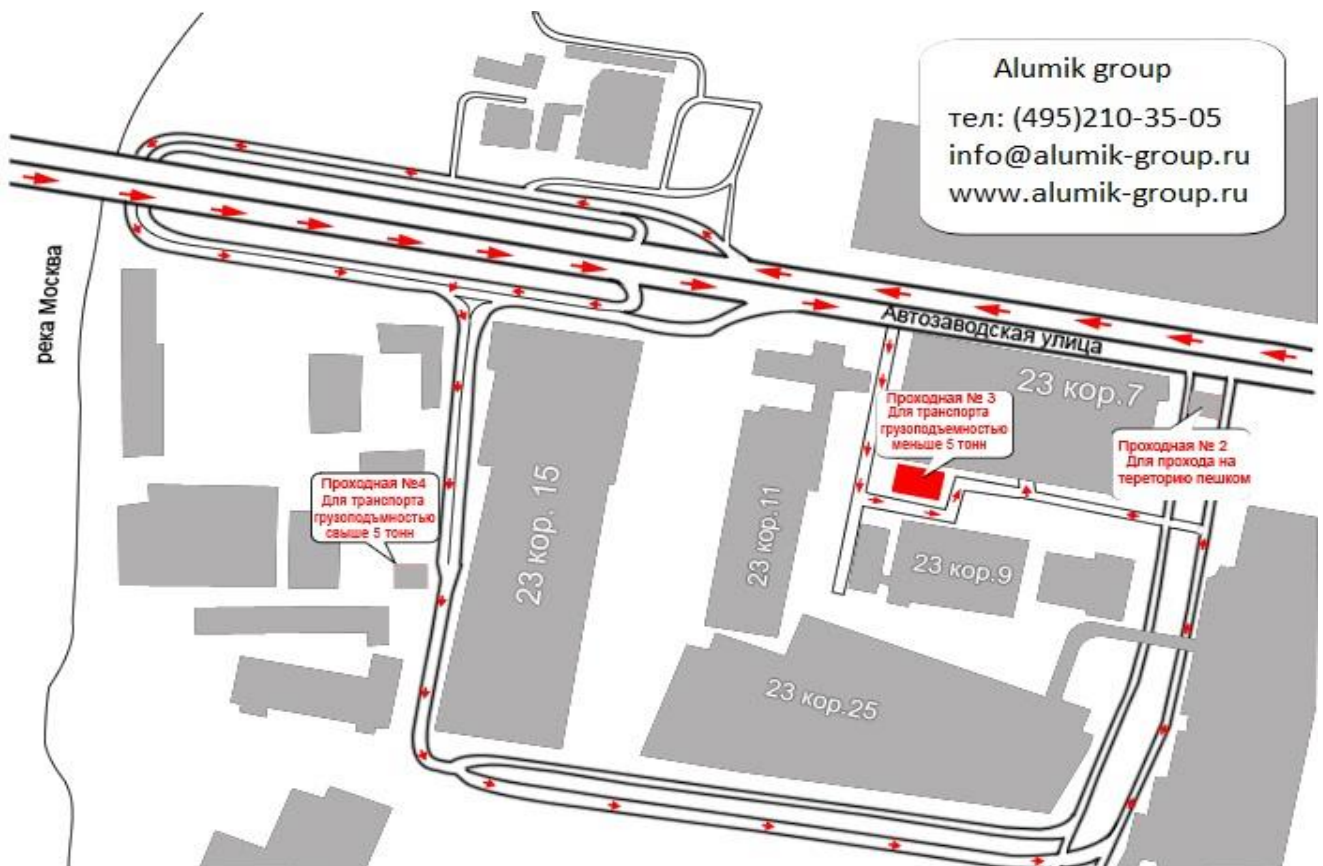 Alumik group
тел: (495)210-35-05
info@alumik-group.ru
www.alumik-group.ru
река Москва
Автозаводская улица
23 кор.7
Проходная № 3
Для транспорта
грузоподъемностью
меньше 5 тонн
Проходная № 2
Для прохода на
тереторию пешком
Проходная №4
Для транспорта
грузоподъмностью
свыше 5 тонн
23 кор. 15
23 кор.11
23 кор.9
23 кор.25